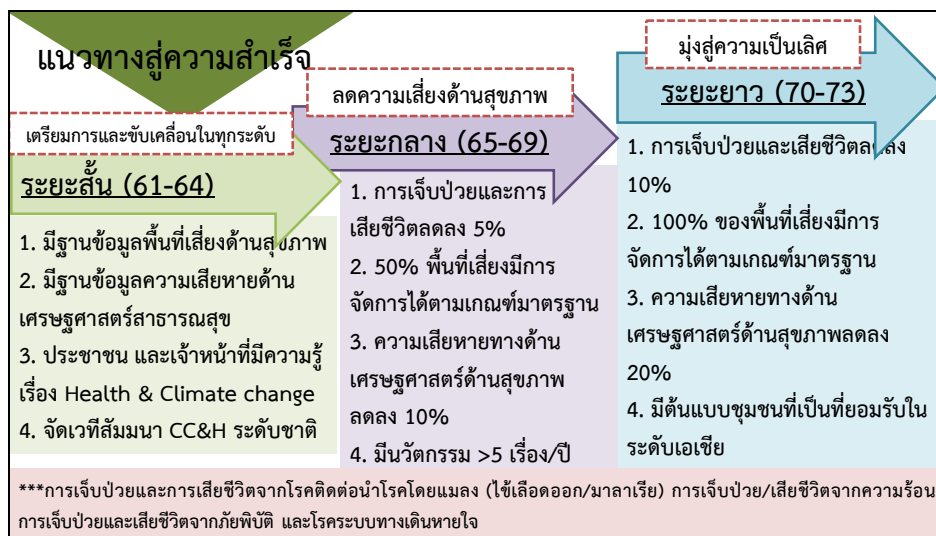 แนวทางสู่ความสำเร็จ
เตรียมการและขับเคลื่อนในทุกระดับ
ระยะสั้น (61-64)
1. มีฐานข้อมูลพื้นที่เสี่ยงด้านสุขภาพ
2. มีฐานข้อมูลความเสียหายด้าน
เศรษฐศาสตร์สาธารณสุข
3. ประชาชน และเจ้าหน้าที่มีความรู้
เรื่อง Health & Climate change
4. จัดเวทีสัมมนา CC&H ระดับชาติ
ลดความเสี่ยงด้านสุขภาพ
ระยะกลาง (65-69)
1. การเจ็บป่วยและการ
เสียชีวิตลดลง 5%
2. 50% พื้นที่เสี่ยงมีการ
จัดการได้ตามเกณฑ์มาตรฐาน
3. ความเสียหายทางด้าน
เศรษฐศาสตร์ด้านสุขภาพ
ลดลง 10%
4. มีนวัตกรรม >5 เรื่อง/ปี
มุ่งสู่ความเป็นเลิศ
ระยะยาว (70-73)
1. การเจ็บป่วยและเสียชีวิตลดลง
10%
2. 100% ของพื้นที่เสี่ยงมีการ
จัดการได้ตามเกณฑ์มาตรฐาน
3. ความเสียหายทางด้าน
เศรษฐศาสตร์ด้านสุขภาพลดลง
20%
4. มีต้นแบบชุมชนที่เป็นที่ยอมรับใน
ระดับเอเชีย
***การเจ็บป่วยและการเสียชีวิตจากโรคติดต่อนำโรคโดยแมลง (ไข้เลือดออก/มาลาเรีย) การเจ็บป่วย/เสียชีวิตจากความร้อน
การเจ็บป่วยและเสียชีวิตจากภัยพิบัติ และโรคระบบทางเดินหายใจ